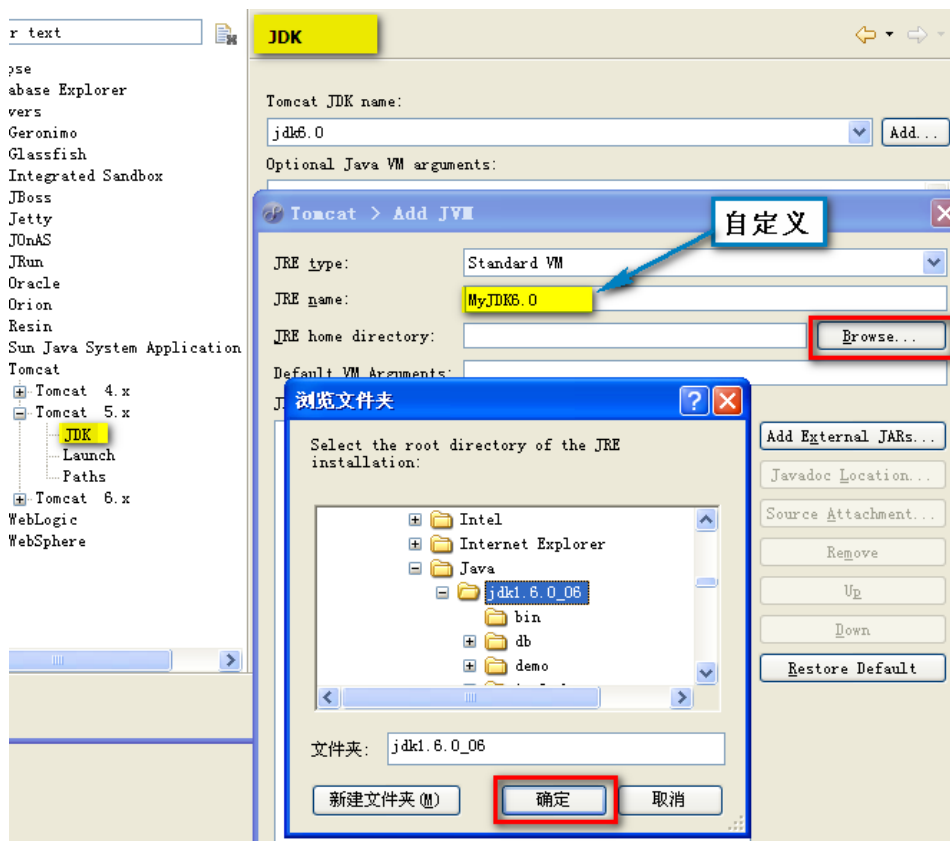 r text
JDK
ose
abase Explorer
vers
Geronimo
Glassfish
Integrated Sandbox
JBoss
Jetty
JOnAS
JRun
Oracle
Orion
Resin
Sun Java System Application
Tomcat
Tomcat 4.x
Tomcat 5.x
JDK
Launch
Paths
Tomcat 6.x
WebLogic
WebSphere
Tomcat JDK name:
jdk6.0
Add...
Optional Java VM arguments:
Tomcat > Add JVM
自定义
JRE type:
Standard VM
JRE name:
MyJDK6.0
JRE home directory:
Browse...
Default VM Arguments:
J
浏览文件夹
Select the root directory of the JRE
installation:
Intel
Internet Explorer
Java
jdk1.6.0_06
bin
db
demo
文件夹:
jdk1.6.0_06
新建文件夹(M)
确定
取消
Add External JARs...
Javadoc Location...
Source Attachment...
Remove
Up
Down
Restore Default